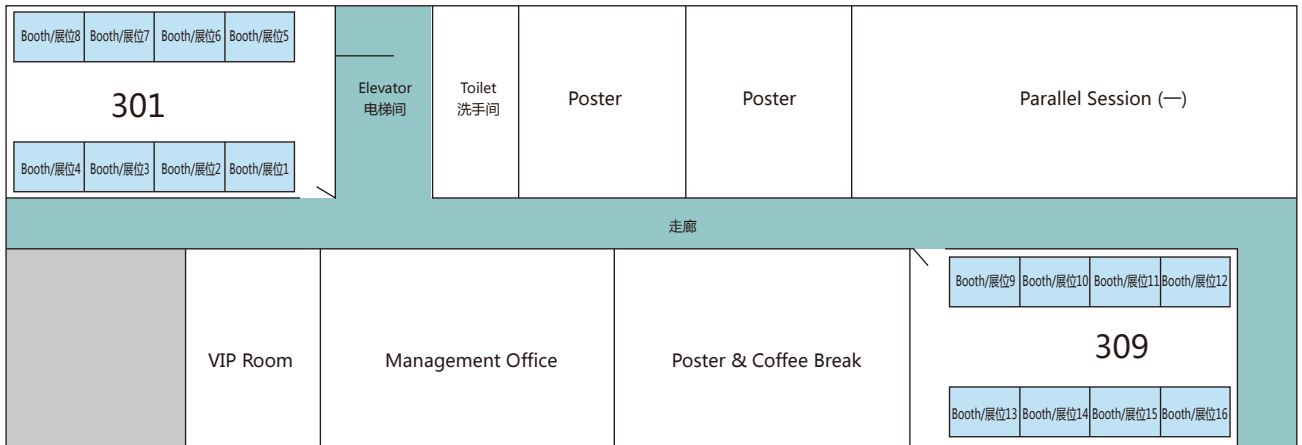 Booth/展位8 Booth/展位7 Booth/展位6 Booth/展位5
301
Booth/展位4 Booth/展位3 Booth/展位2 Booth/展位1
Elevator
电梯间
Toilet
洗手间
Poster
Poster
Parallel Session (一)
走廊
VIP Room
Management Office
Poster & Coffee Break
Booth/展位9 Booth/展位10 Booth/展位11 Booth/展位12
309
Booth/展位13 Booth/展位14 Booth/展位15 Booth/展位16